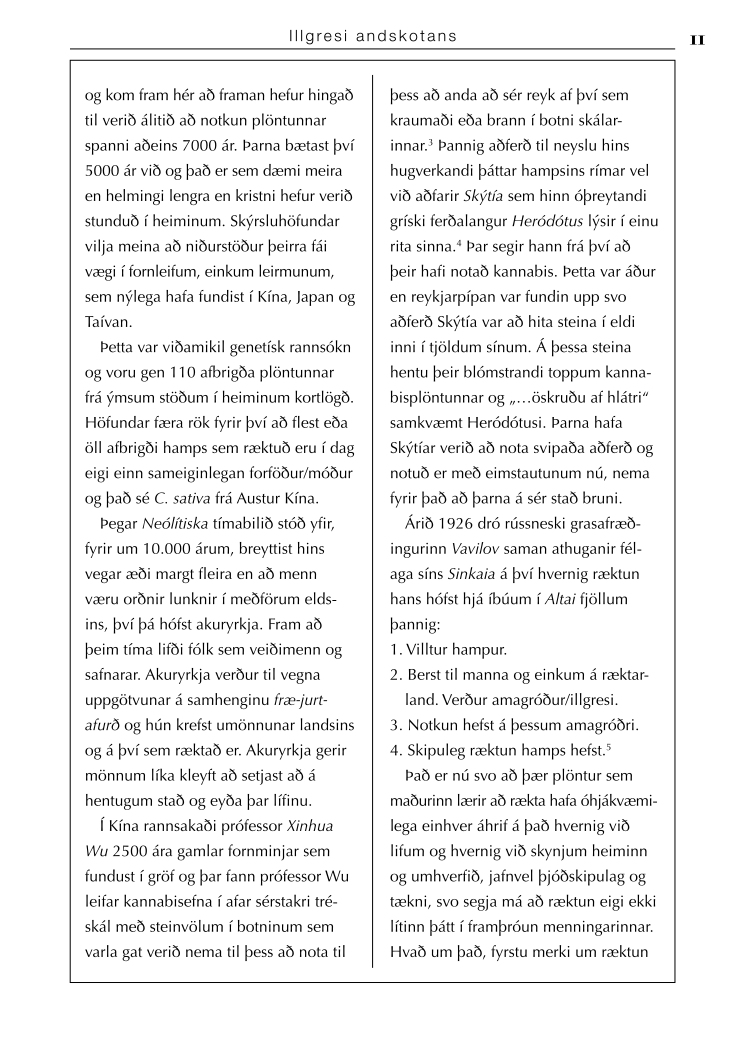 Illgresi andskotans
II
og kom fram hér að framan hefur hingað
til verið álitið að notkun plöntunnar
spanni aðeins 7000 ár. Þarna bætast því
5000 ár við og það er sem dæmi meira
en helmingi lengra en kristni hefur verið
stunduð í heiminum. Skýrsluhöfundar
vilja meina að niðurstöður þeirra fái
vægi í fornleifum, einkum leirmunum,
sem nýlega hafa fundist í Kína, Japan og
Taívan.
Þetta var viðamikil genetísk rannsókn
og voru gen 110 afbrigða plöntunnar
frá ýmsum stöðum í heiminum kortlögð.
Höfundar færa rök fyrir því að flest eða
öll afbrigði hamps sem ræktuð eru í dag
eigi einn sameiginlegan forföður/móður
og það sé C. sativa frá Austur Kína.
Þegar Neólítiska tímabilið stóð yfir,
fyrir um 10.000 árum, breyttist hins
vegar æði margt fleira en að menn
væru orðnir lunknir í meðförum elds-
ins, því þá hófst akuryrkja. Fram að
þeim tíma lifði fólk sem veiðimenn og
safnarar. Akuryrkja verður til vegna
uppgötvunar á samhenginu fræ-jurt-
afurð og hún krefst umönnunar landsins
og á því sem ræktað er. Akuryrkja gerir
mönnum líka kleyft að setjast að á
hentugum stað og eyða þar lífinu.
Í Kína rannsakaði prófessor Xinhua
Wu 2500 ára gamlar fornminjar sem
fundust í gröf og þar fann prófessor Wu
leifar kannabisefna í afar sérstakri tré-
skál með steinvölum í botninum sem
varla gat verið nema til þess að nota til
þess að anda að sér reyk af því sem
kraumaði eða brann í botni skálar-
innar.³ Þannig aðferð til neyslu hins
hugverkandi þáttar hampsins rímar vel
við aðfarir Skýtía sem hinn óþreytandi
gríski ferðalangur Heródótus lýsir í einu
rita sinna.⁴ Þar segir hann frá því að
þeir hafi notað kannabis. Þetta var áður
en reykjarpípan var fundin upp svo
aðferð Skýtía var að hita steina í eldi
inni í tjöldum sínum. Á þessa steina
hentu þeir blómstrandi toppum kanna-
bisplöntunnar og „…öskruðu af hlátri“
samkvæmt Heródótusi. Þarna hafa
Skýtíar verið að nota svipaða aðferð og
notuð er með eimstautunum nú, nema
fyrir það að þarna á sér stað bruni.
Árið 1926 dró rússneski grasafræð-
ingurinn Vavilov saman athuganir fél-
aga síns Sinkaia á því hvernig ræktun
hans hófst hjá íbúum í Altai fjöllum
þannig:
1. Villtur hampur.
2. Berst til manna og einkum á ræktar-
land. Verður amagróður/illgresi.
3. Notkun hefst á þessum amagróðri.
4. Skipuleg ræktun hamps hefst.⁵
Það er nú svo að þær plöntur sem
maðurinn lærir að rækta hafa óhjákvæmi-
lega einhver áhrif á það hvernig við
lifum og hvernig við skynjum heiminn
og umhverfið, jafnvel þjóðskipulag og
tækni, svo segja má að ræktun eigi ekki
lítinn þátt í framþróun menningarinnar.
Hvað um það, fyrstu merki um ræktun